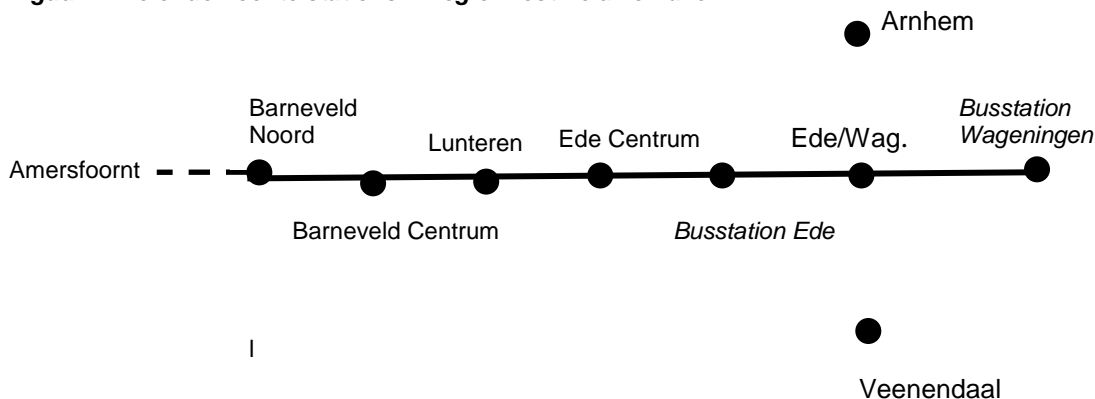 Arnhem
Barneveld
Noord
Lunteren
Ede Centrum
Ede/Wag.
Busstation
Wageningen
Amersfoornt
Barneveld Centrum
Busstation Ede
l
Veenendaal